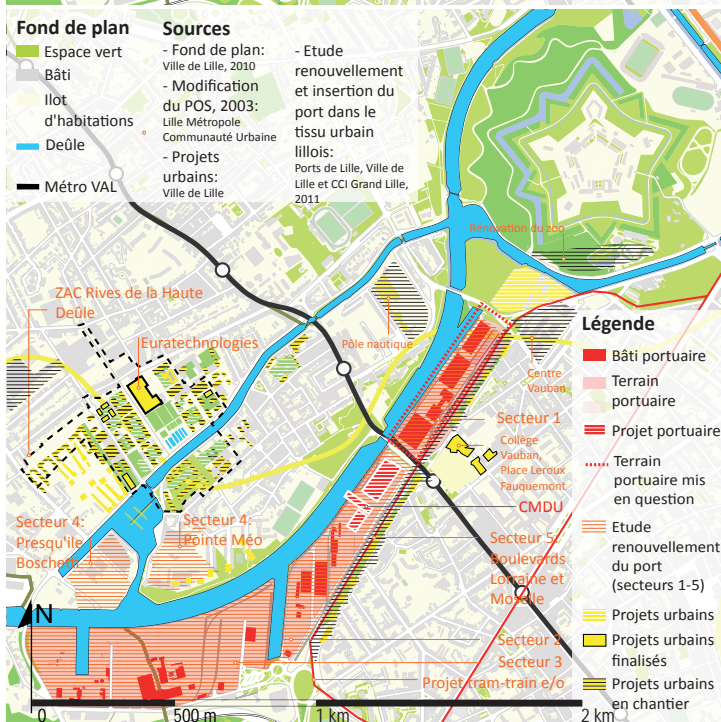 Fond de plan
Espace vert
Bâti
Ilot
d'habitations
Deûle
Métro VAL
Sources
- Fond de plan:
Ville de Lille, 2010
- Modification
du POS, 2003:
Lille Métropole
Communauté Urbaine
- Projets
urbains:
Ville de Lille
- Etude
renouvellement
et insertion du
port dans le
tissu urbain
lillois:
Ports de Lille, Ville de
Lille et CCI Grand Lille,
2011
Rénovation du zoo
ZAC Rives de la Haute
Deûle
Euratechnologies
Pôle nautique
Centre
Vauban
Secteur 1
Collège
Vauban,
Place Leroux
Fauquemont
CMDU
Secteur 4:
Presqu'ile
Boschetti
Secteur 4:
Pointe Méo
Secteur 5:
Boulevards
Lorraine et
Moselle
Secteur 2
Secteur 3
Projet tram-train e/o
Légende
Bâti portuaire
Terrain
portuaire
Projet portuaire
Terrain
portuaire mis
en question
Etude
renouvellement
du port
(secteurs 1-5)
Projets urbains
Projets urbains
finalisés
Projets urbains
en chantier
N
0
500 m
1 km
2 km